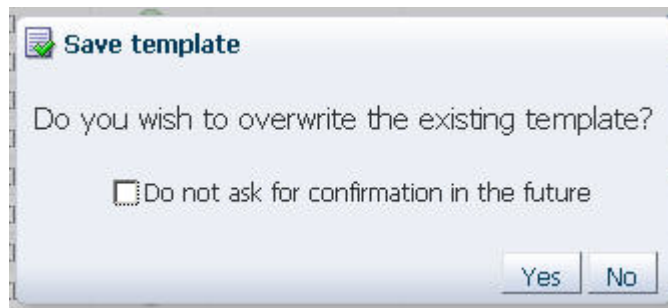 Save template
Do you wish to overwrite the existing template?
Do not ask for confirmation in the future
Yes No